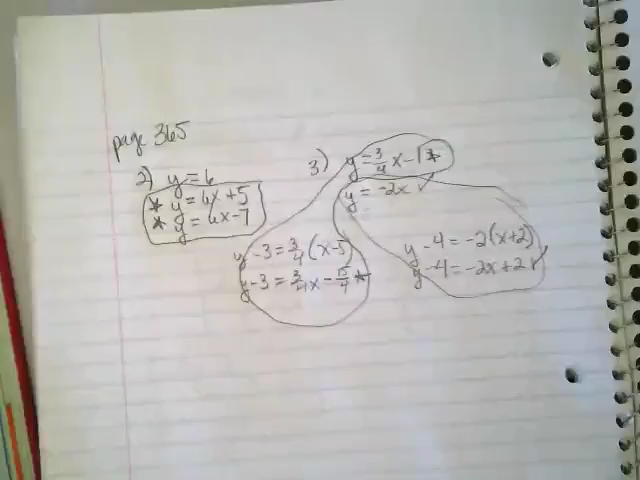 page 365
2) y = 6
* y = 6x + 5
* y = 6x - 7
3) y = 3/4 x - 1 *
y = -2x ✓
y - 3 = 3/4 (x - 5)
y - 3 = 3/4 x - 15/4 *
y - 4 = -2(x + 2)
y - 4 = -2x + 2 ✓